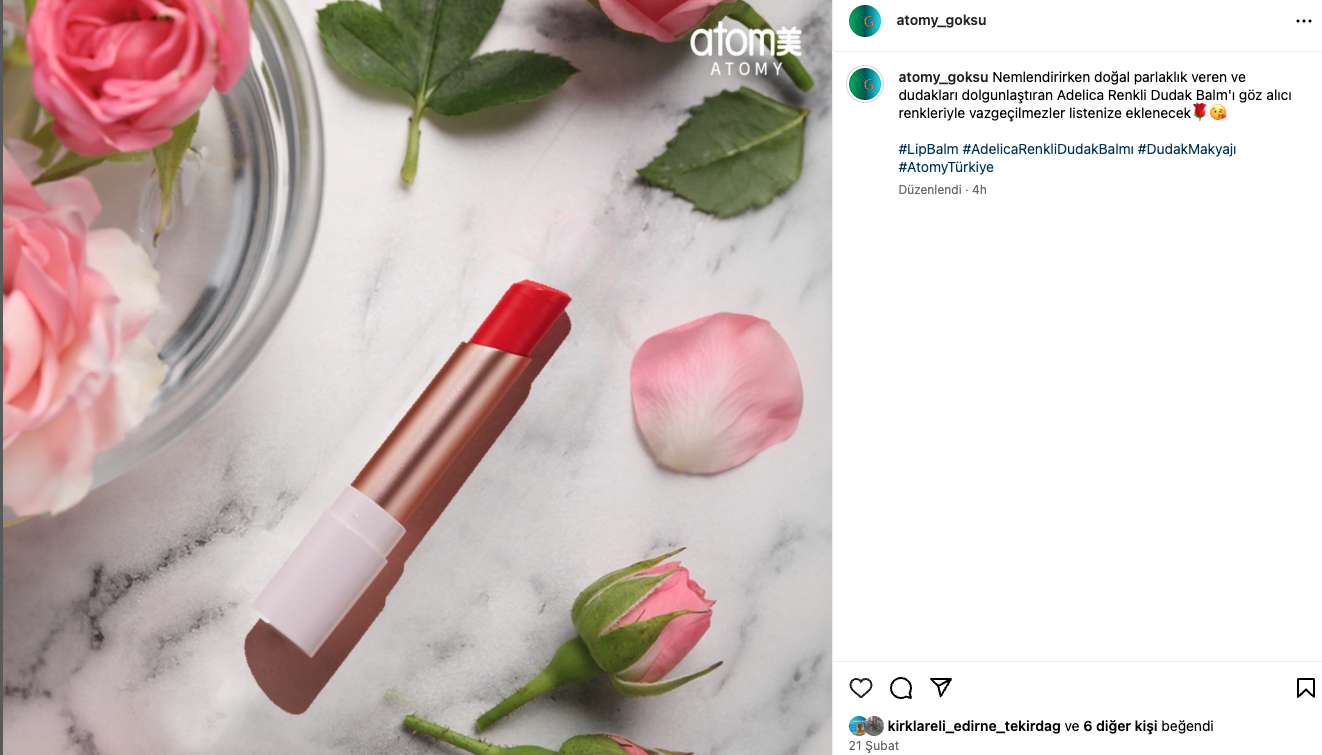 atom美
ATOMY
atomy_goksu
atomy_goksu Nemlendirirken doğal parlaklık veren ve
dudakları dolgunlaştıran Adelica Renkli Dudak Balm'ı göz alıcı
renkleriyle vazgeçilmezler listenize eklenecek🌹😘
#LipBalm #AdelicaRenkliDudakBalmı #DudakMakyajı
#AtomyTürkiye
Düzenlendi · 4h
kirklareli_edirne_tekirdag ve 6 diğer kişi beğendi
21 Şubat